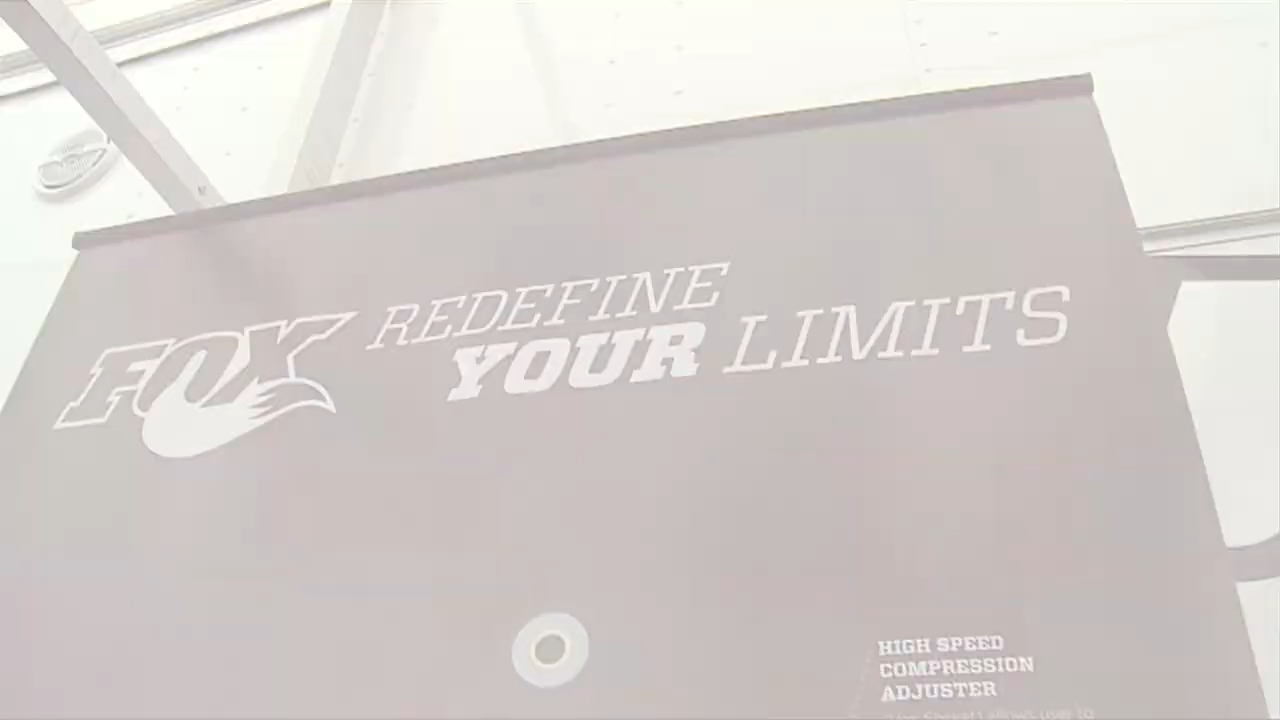 FOX REDEFINE
YOUR LIMITS
HIGH SPEED
COMPRESSION
ADJUSTER